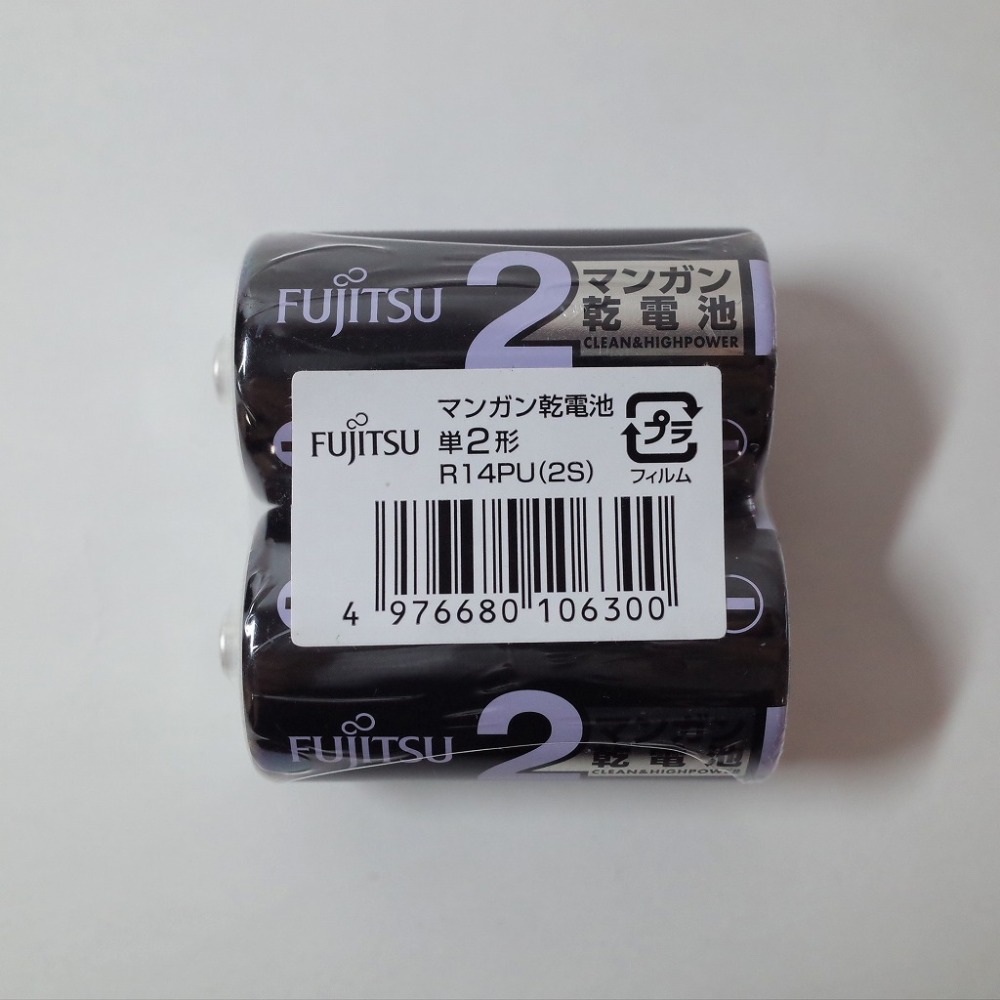 FUJITSU
2
マンガン
乾電池
CLEAN&HIGHPOWER
FUJITSU
マンガン乾電池
単2形
R14PU(2S)
プラ
フィルム
4 976680 106300
FUJITSU
2
マンガン
乾電池
CLEAN&HIGHPOWER